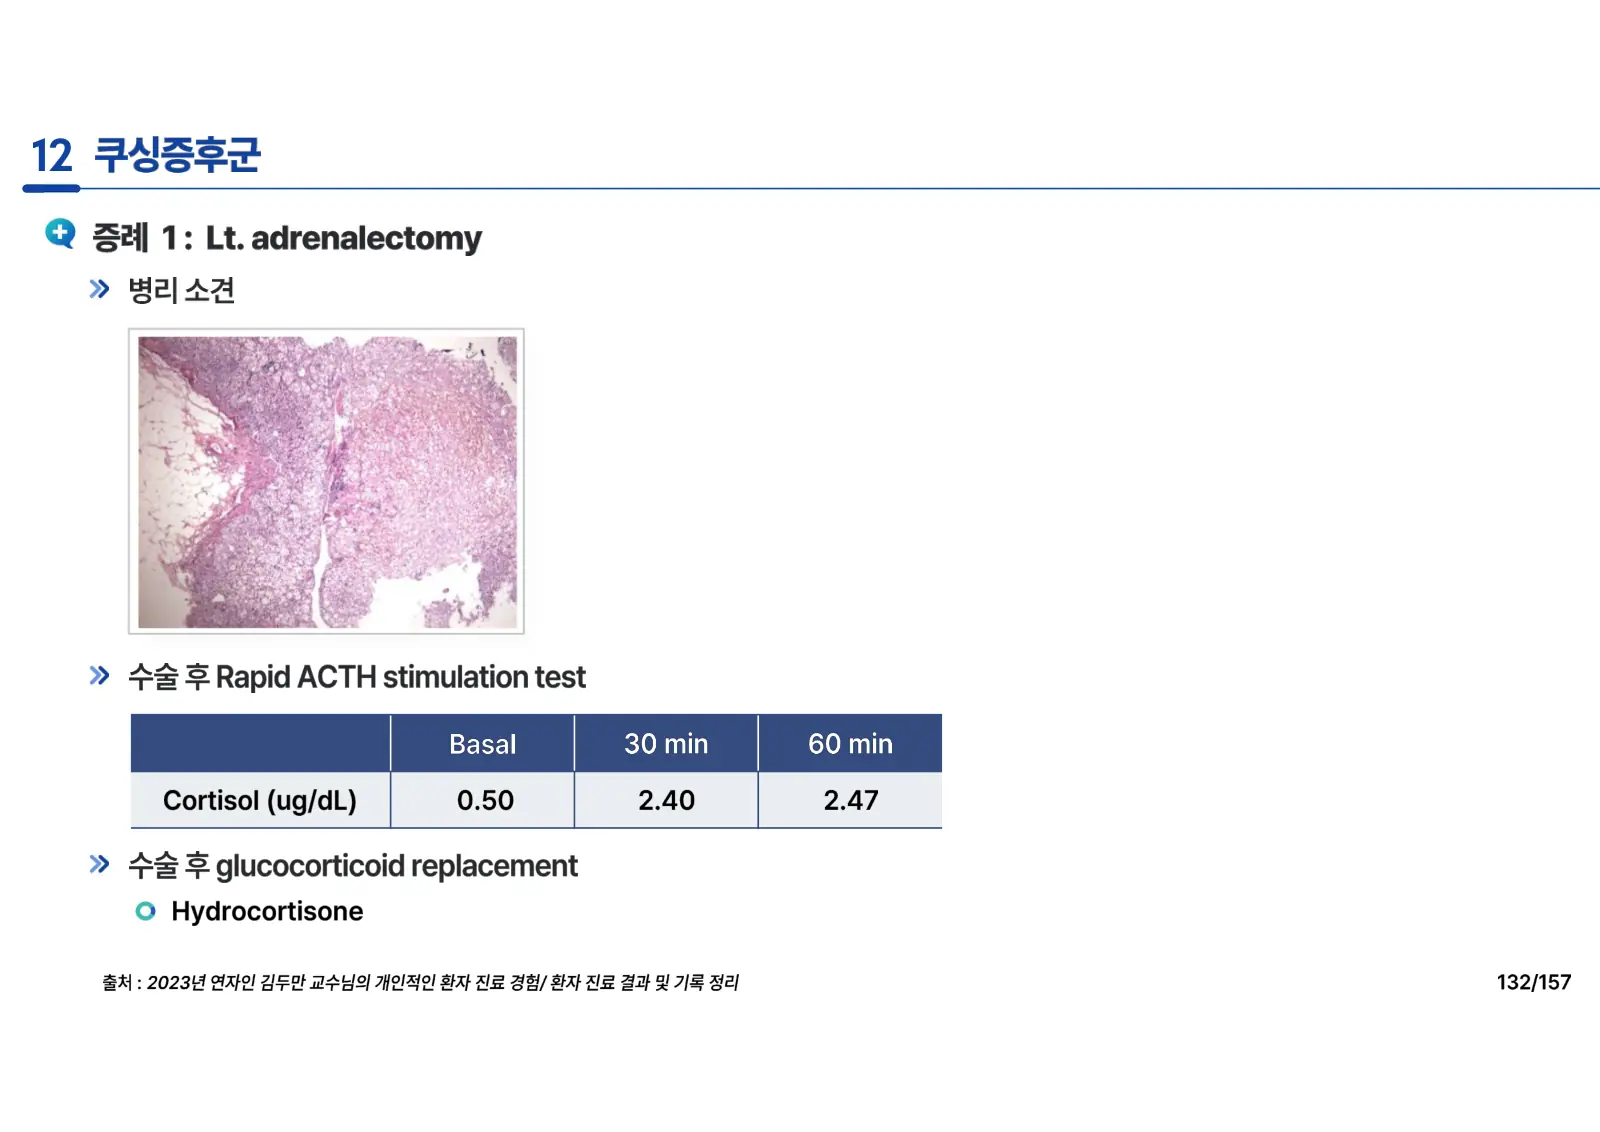 12 쿠싱증후군
증례 1 : Lt. adrenalectomy
병리 소견
수술 후 Rapid ACTH stimulation test
Basal 30 min 60 min
Cortisol (ug/dL) 0.50 2.40 2.47
수술 후 glucocorticoid replacement
Hydrocortisone
출처 : 2023년 연자인 김두만 교수님의 개인적인 환자 진료 경험/ 환자 진료 결과 및 기록 정리
132/157